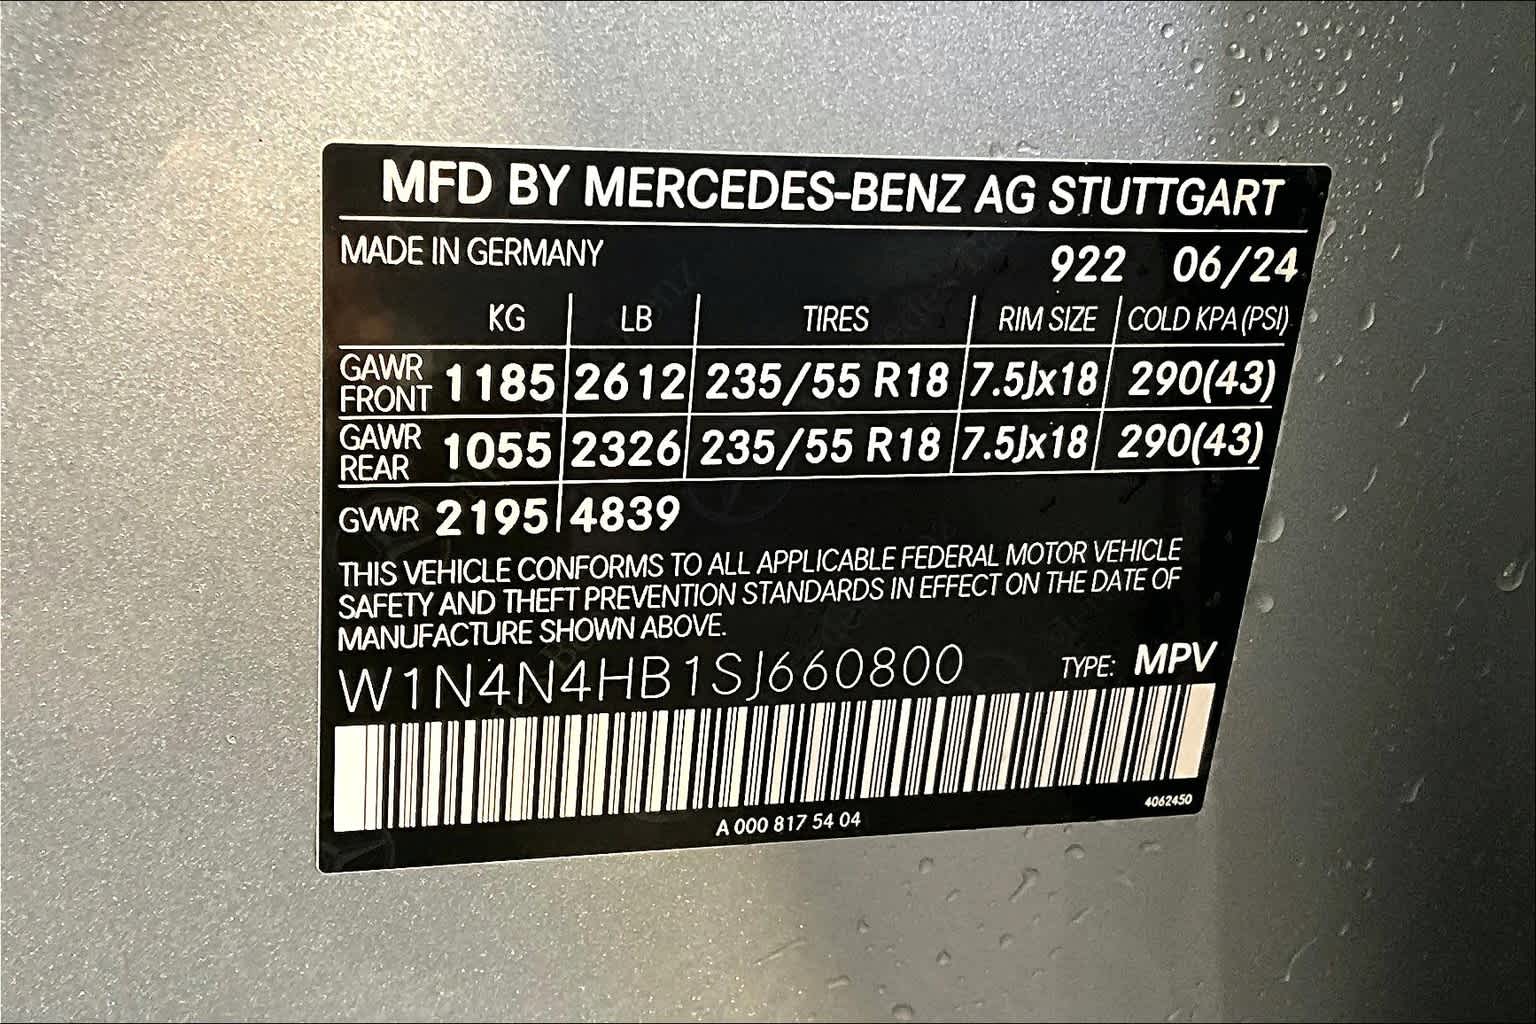 MFD BY MERCEDES-BENZ AG STUTTGART
MADE IN GERMANY 922 06/24
KG LB TIRES RIM SIZE COLD KPA (PSI)
GAWR FRONT 1185 2612 235/55 R18 7.5Jx18 290(43)
GAWR REAR 1055 2326 235/55 R18 7.5Jx18 290(43)
GVWR 2195 4839
THIS VEHICLE CONFORMS TO ALL APPLICABLE FEDERAL MOTOR VEHICLE
SAFETY AND THEFT PREVENTION STANDARDS IN EFFECT ON THE DATE OF
MANUFACTURE SHOWN ABOVE.
W1N4N4HB1SJ660800 TYPE: MPV
4062450
A 000 817 54 04